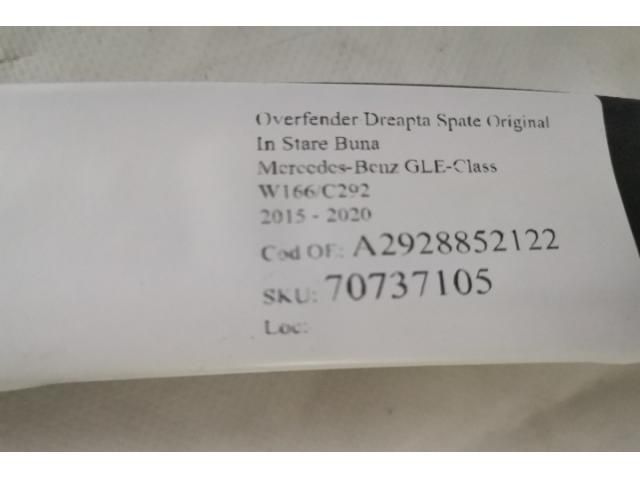 Overfender Dreapta Spate Original
In Stare Buna
Mercedes-Benz GLE-Class
W166/C292
2015 - 2020
Cod OE: A2928852122
SKU: 70737105
Loc: